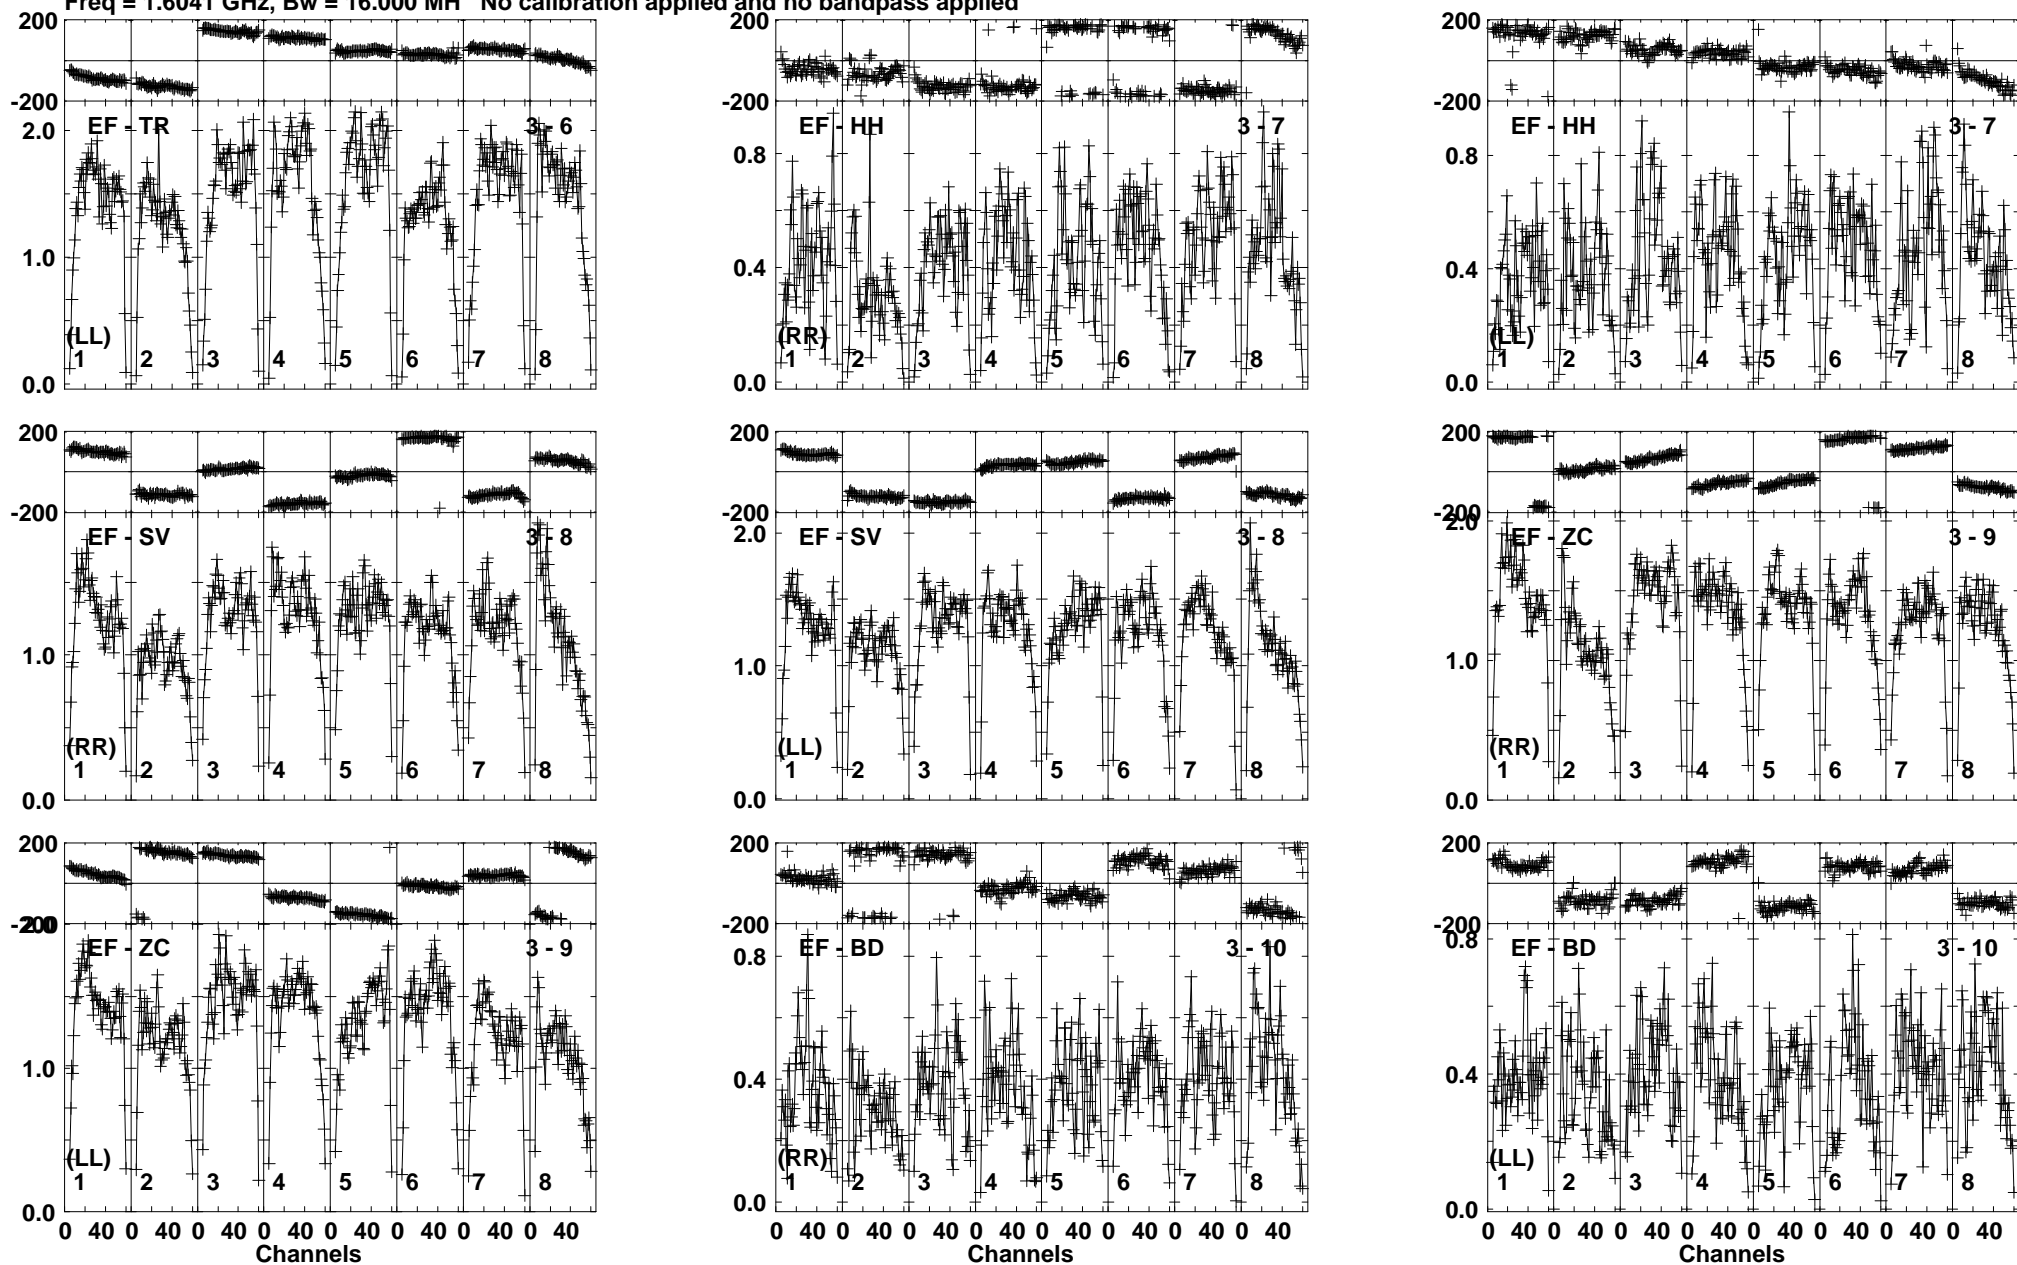 Freq = 1.6041 GHz, Bw = 16.000 MH No calibration applied and no bandpass applied
200 200 200
-200 -200 -200
EF - TR 3 - 6 EF - HH 3 - 7 EF - HH 3 - 7
2.0 0.8 0.8
1.0 0.4 0.4
(LL) (RR) (LL)
1 2 3 4 5 6 7 8 1 2 3 4 5 6 7 8 1 2 3 4 5 6 7 8
0.0 0.0 0.0
200 200 200
-200 -200 -200
EF - SV 3 - 8 EF - SV 3 - 8 EF - ZC 3 - 9
2.0 2.0
1.0 1.0 1.0
(RR) (LL) (RR)
1 2 3 4 5 6 7 8 1 2 3 4 5 6 7 8 1 2 3 4 5 6 7 8
0.0 0.0 0.0
200 200 200
-200 -200 -200
EF - ZC 3 - 9 EF - BD 3 - 10 EF - BD 3 - 10
0.8 0.8
1.0 0.4 0.4
(LL) (RR) (LL)
1 2 3 4 5 6 7 8 1 2 3 4 5 6 7 8 1 2 3 4 5 6 7 8
0.0 0.0 0.0
0 40 0 40 0 40 0 40 0 40 0 40 0 40 0 40 0 40 0 40 0 40 0 40 0 40 0 40 0 40 0 40 0 40 0 40 0 40 0 40 0 40 0 40 0 40 0 40
Channels Channels Channels